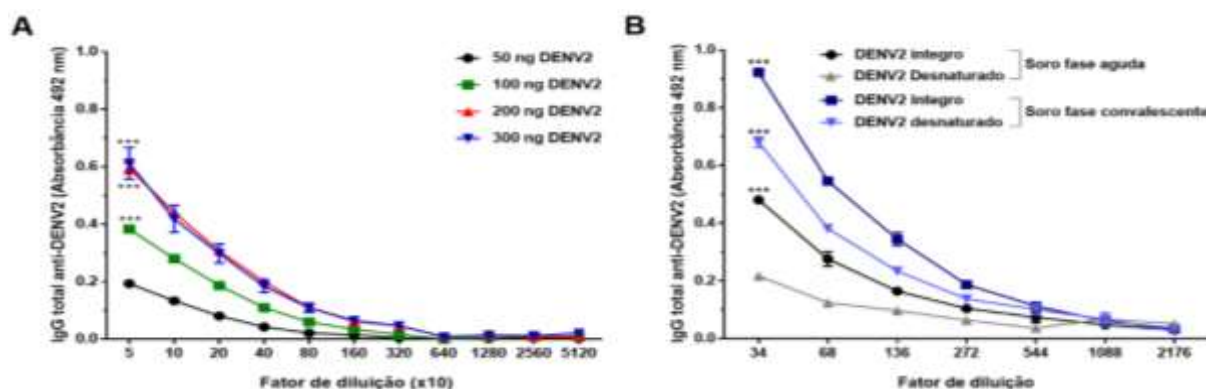 A
IgG total anti-DENV2 (Absorbância 492 nm)
1.0
0.8
0.6
0.4
0.2
0.0
50 ng DENV2
100 ng DENV2
200 ng DENV2
300 ng DENV2
***
***
***
5 10 20 40 80 160 320 640 1280 2560 5120
Fator de diluição (x10)
B
IgG total anti-DENV2 (Absorbância 492 nm)
1.0
0.8
0.6
0.4
0.2
0.0
DENV2 íntegro
DENV2 Desnaturado
Soro fase aguda
DENV2 íntegro
DENV2 desnaturado
Soro fase convalescente
***
***
***
34 68 136 272 544 1088 2176
Fator de diluição